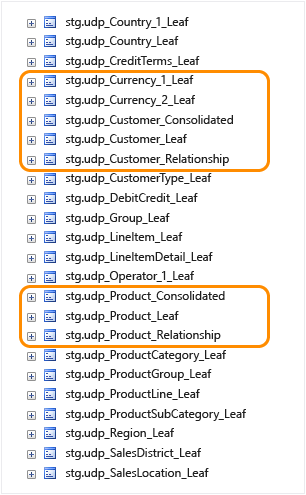 stg.udp_Country_1_Leaf
stg.udp_Country_Leaf
stg.udp_CreditTerms_Leaf
stg.udp_Currency_1_Leaf
stg.udp_Currency_2_Leaf
stg.udp_Customer_Consolidated
stg.udp_Customer_Leaf
stg.udp_Customer_Relationship
stg.udp_CustomerType_Leaf
stg.udp_DebitCredit_Leaf
stg.udp_Group_Leaf
stg.udp_LineItem_Leaf
stg.udp_LineItemDetail_Leaf
stg.udp_Operator_1_Leaf
stg.udp_Product_Consolidated
stg.udp_Product_Leaf
stg.udp_Product_Relationship
stg.udp_ProductCategory_Leaf
stg.udp_ProductGroup_Leaf
stg.udp_ProductLine_Leaf
stg.udp_ProductSubCategory_Leaf
stg.udp_Region_Leaf
stg.udp_SalesDistrict_Leaf
stg.udp_SalesLocation_Leaf